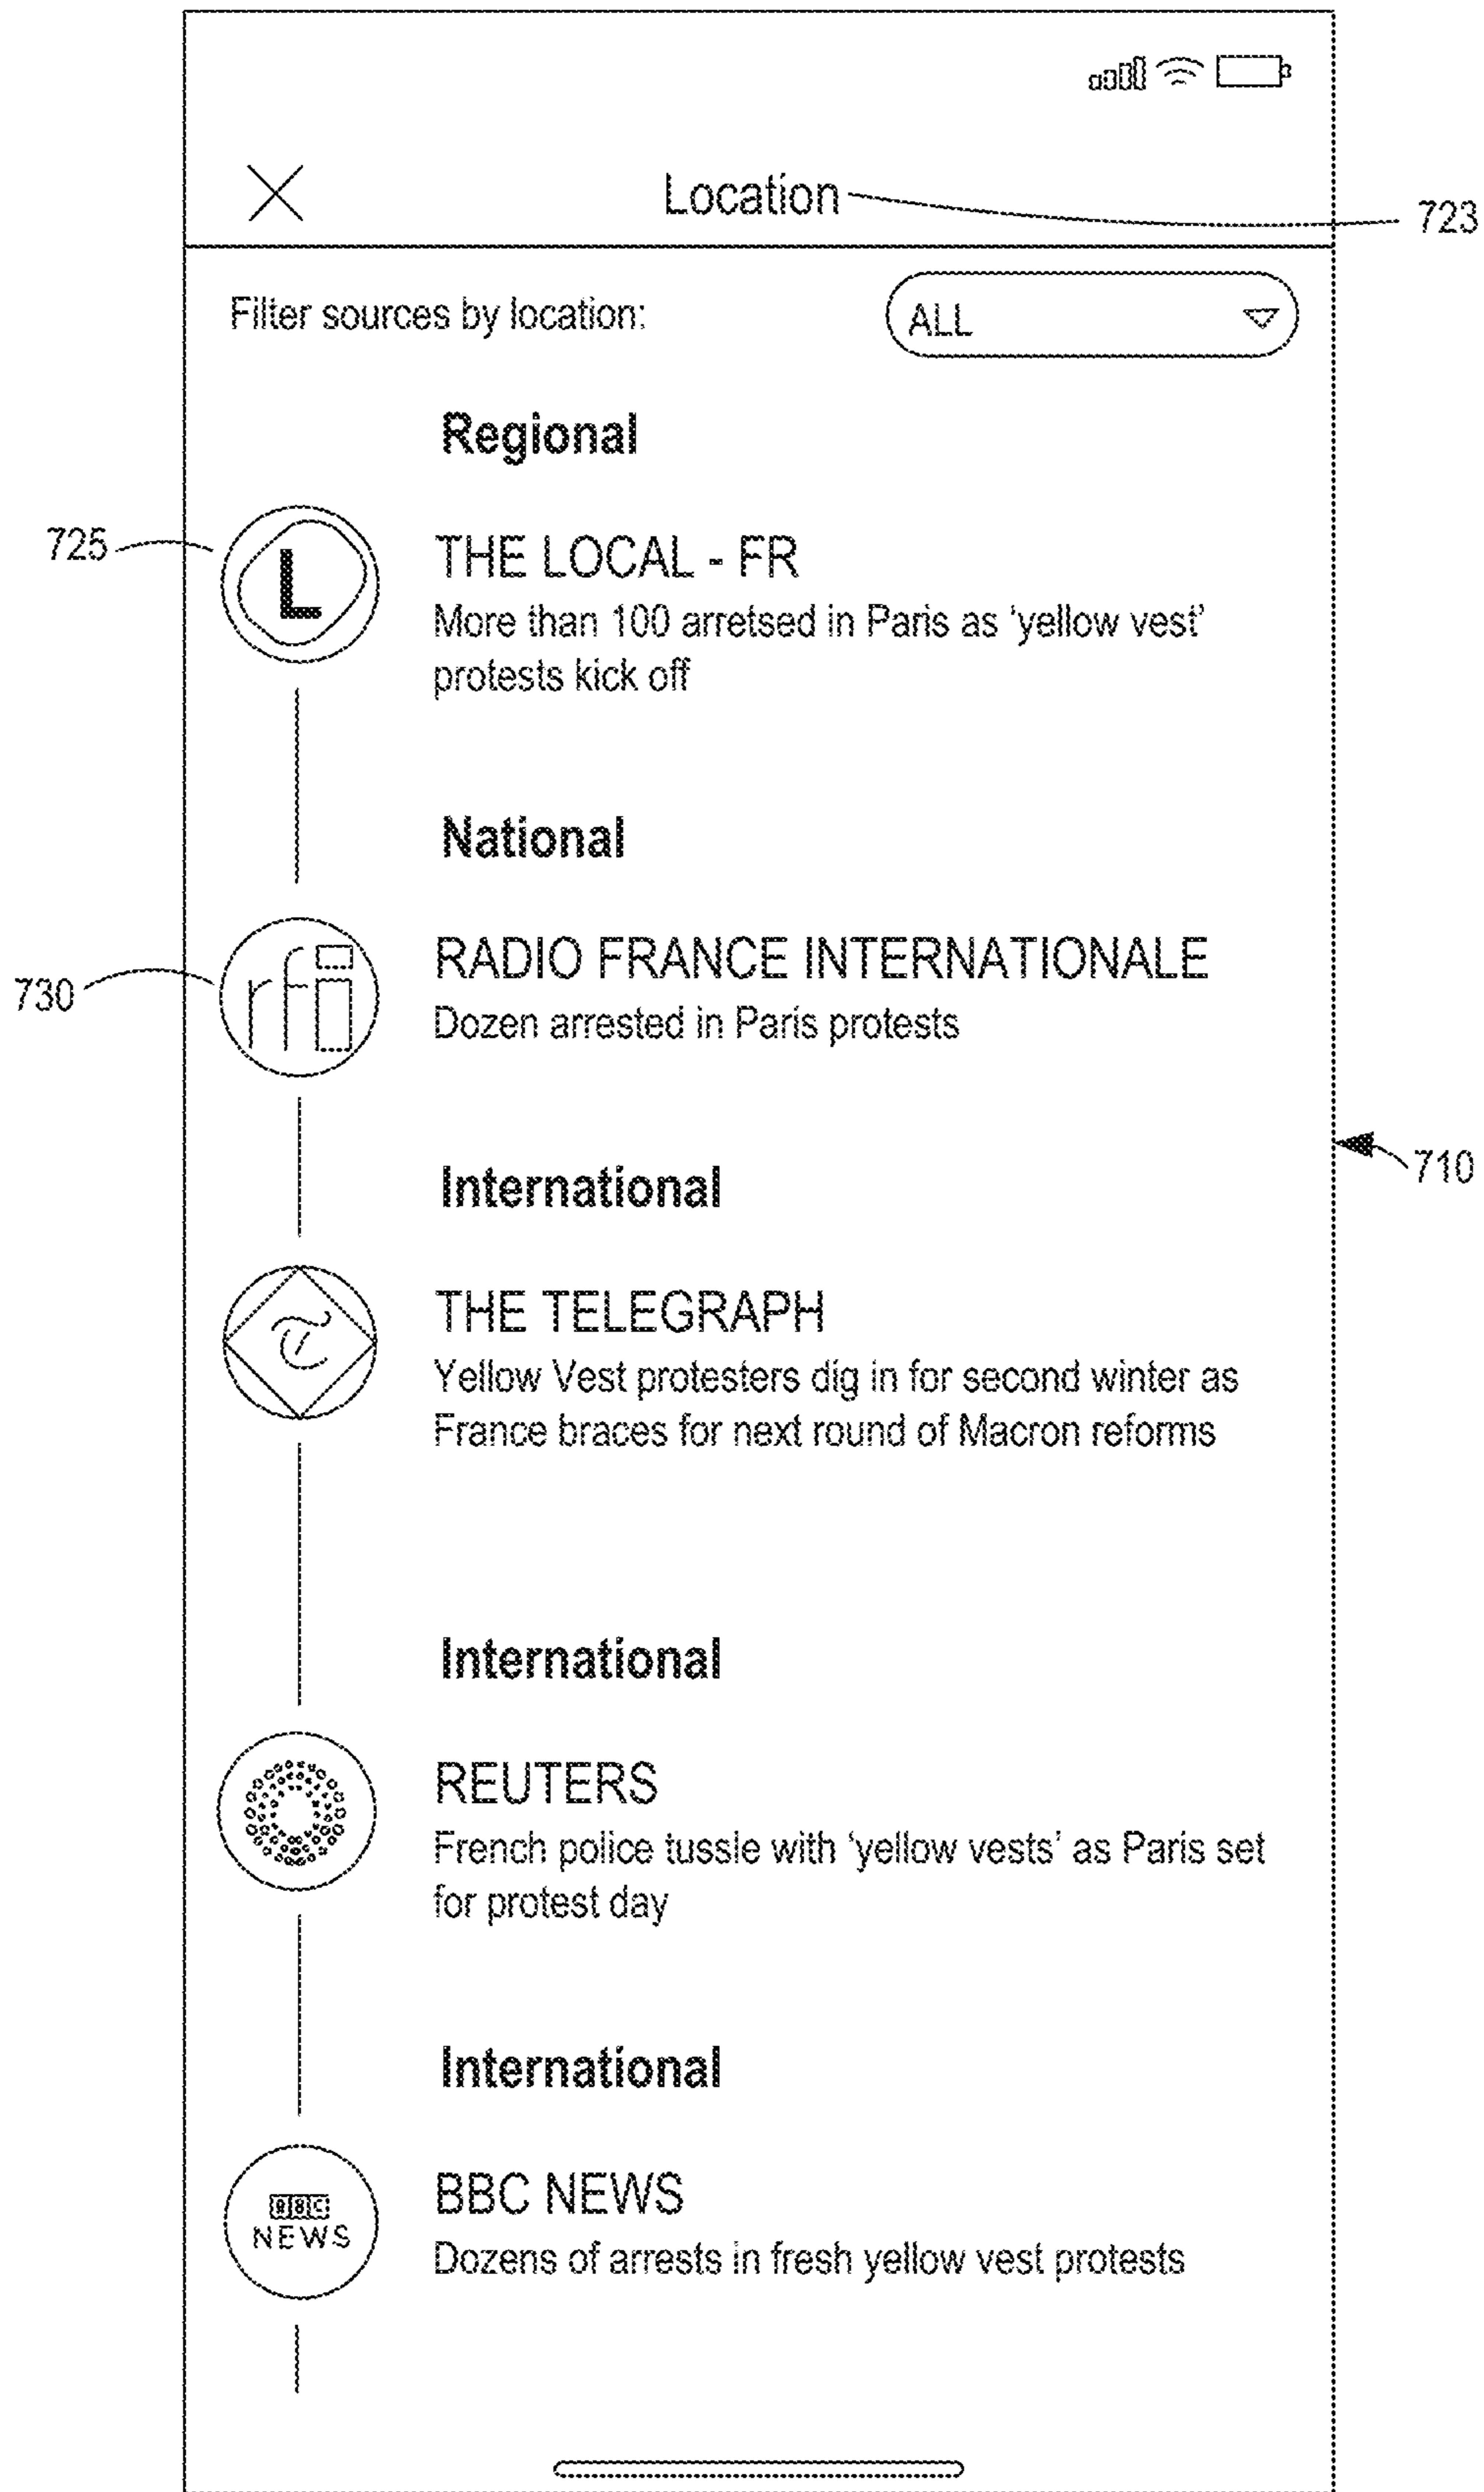 Location
723
Filter sources by location:
ALL
Regional
725
L
THE LOCAL - FR
More than 100 arretsed in Paris as ‘yellow vest’
protests kick off
National
730
rfi
RADIO FRANCE INTERNATIONALE
Dozen arrested in Paris protests
710
International
T
THE TELEGRAPH
Yellow Vest protesters dig in for second winter as
France braces for next round of Macron reforms
International
REUTERS
French police tussle with ‘yellow vests’ as Paris set
for protest day
International
BBC
NEWS
BBC NEWS
Dozens of arrests in fresh yellow vest protests